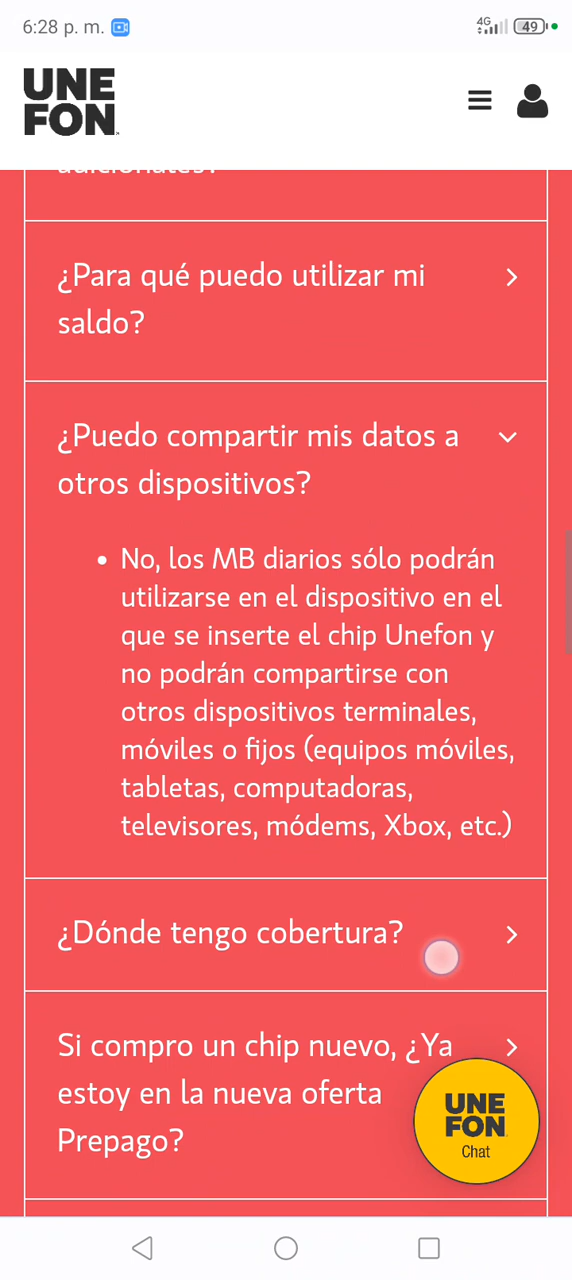 6:28 p. m.
4G
49
UNE
FON
adicionales?
¿Para qué puedo utilizar mi
saldo?
¿Puedo compartir mis datos a
otros dispositivos?
• No, los MB diarios sólo podrán
utilizarse en el dispositivo en el
que se inserte el chip Unefon y
no podrán compartirse con
otros dispositivos terminales,
móviles o fijos (equipos móviles,
tabletas, computadoras,
televisores, módems, Xbox, etc.)
¿Dónde tengo cobertura?
Si compro un chip nuevo, ¿Ya
estoy en la nueva oferta
Prepago?
UNE
FON
Chat